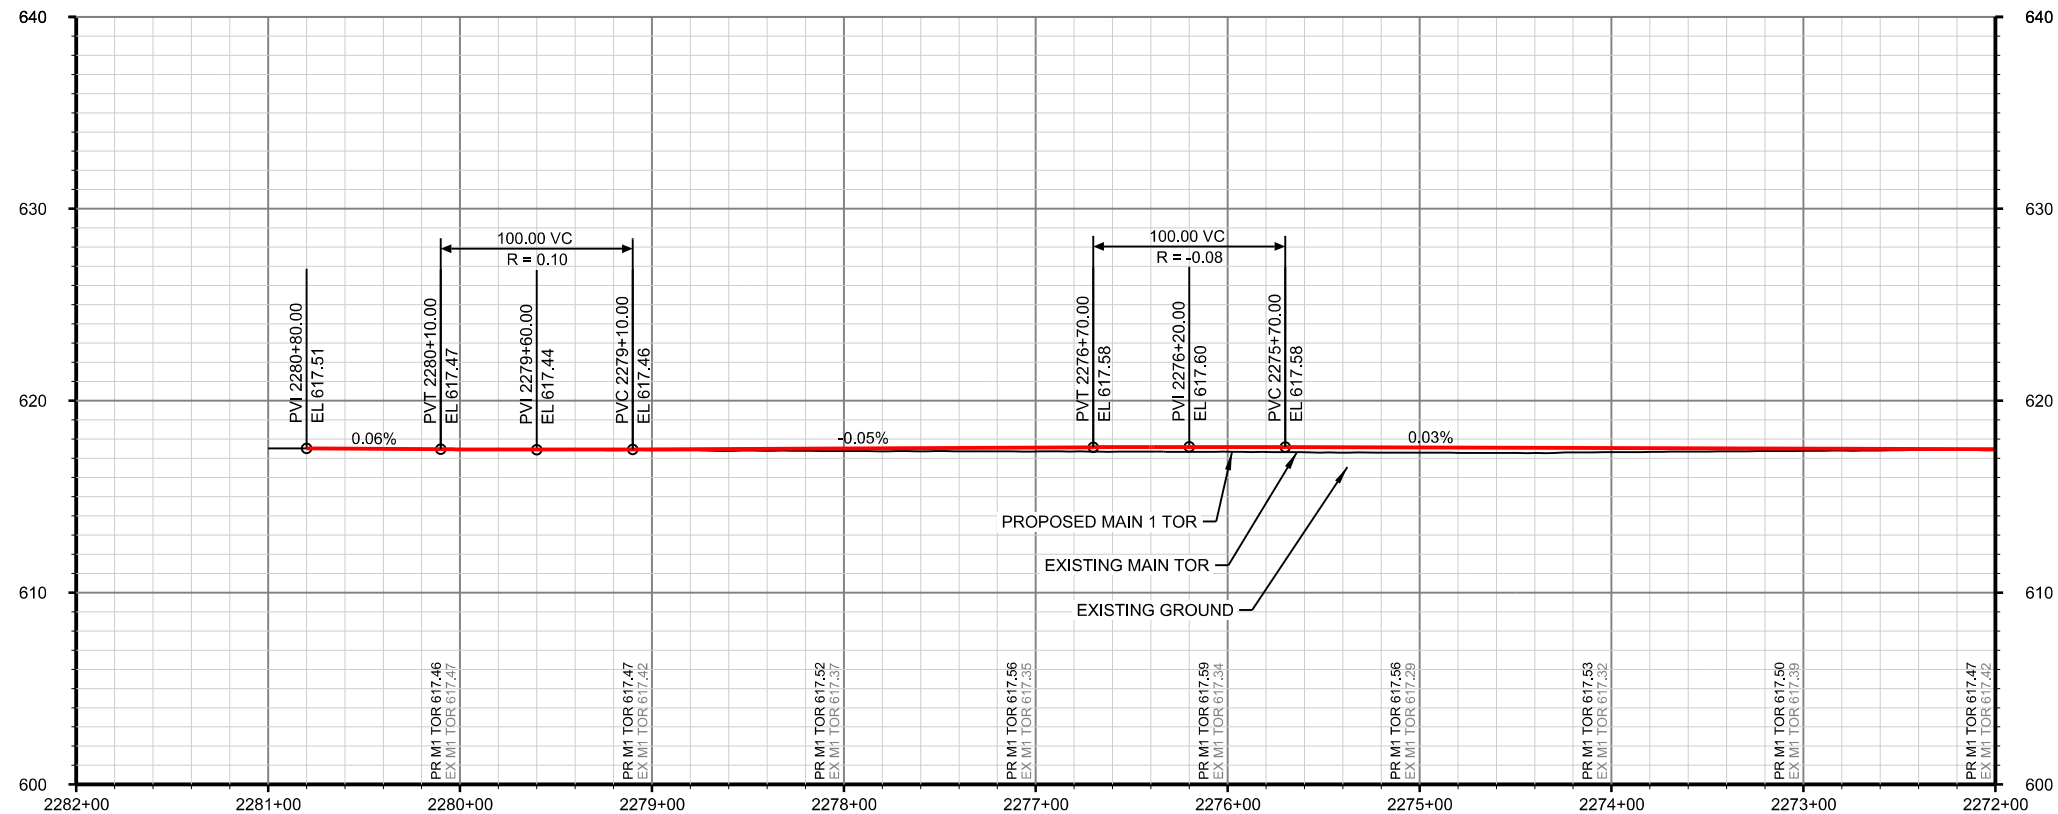 640
640
630
630
620
620
610
610
600
600
100.00 VC
R = 0.10
100.00 VC
R = -0.08
PVI 2280+80.00
EL 617.51
PVT 2280+10.00
EL 617.47
PVI 2279+60.00
EL 617.44
PVC 2279+10.00
EL 617.46
PVT 2276+70.00
EL 617.58
PVI 2276+20.00
EL 617.60
PVC 2275+70.00
EL 617.58
0.06%
-0.05%
0.03%
PROPOSED MAIN 1 TOR
EXISTING MAIN TOR
EXISTING GROUND
PR M1 TOR 617.46
EX M1 TOR 617.47
PR M1 TOR 617.47
EX M1 TOR 617.42
PR M1 TOR 617.52
EX M1 TOR 617.37
PR M1 TOR 617.56
EX M1 TOR 617.35
PR M1 TOR 617.59
EX M1 TOR 617.34
PR M1 TOR 617.56
EX M1 TOR 617.29
PR M1 TOR 617.53
EX M1 TOR 617.32
PR M1 TOR 617.50
EX M1 TOR 617.39
PR M1 TOR 617.47
EX M1 TOR 617.42
2282+00
2281+00
2280+00
2279+00
2278+00
2277+00
2276+00
2275+00
2274+00
2273+00
2272+00